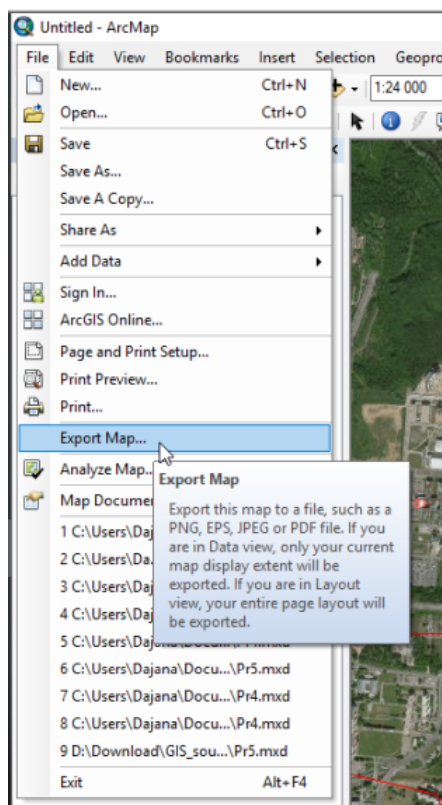 Untitled - ArcMap
File Edit View Bookmarks Insert Selection Geopro
New... Ctrl+N
1:24 000
Open... Ctrl+O
Save Ctrl+S
Save As...
Save A Copy...
Share As
Add Data
Sign In...
ArcGIS Online...
Page and Print Setup...
Print Preview...
Print...
Export Map...
Analyze Map...
Export Map
Map Documen
Export this map to a file, such as a
PNG, EPS, JPEG or PDF file. If you
are in Data view, only your current
map display extent will be
exported. If you are in Layout
view, your entire page layout will
be exported.
1 C:\Users\Daj
2 C:\Users\Da.
3 C:\Users\Daj
4 C:\Users\Daj
5 C:\Users\Dajana\Docu...\Pr5.mxd
6 C:\Users\Dajana\Docu...\Pr5.mxd
7 C:\Users\Dajana\Docu...\Pr4.mxd
8 C:\Users\Dajana\Docu...\Pr4.mxd
9 D:\Download\GIS_sou...\Pr5.mxd
Exit Alt+F4